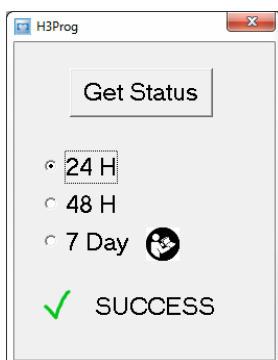 H3Prog
Get Status
24 H
48 H
7 Day
SUCCESS